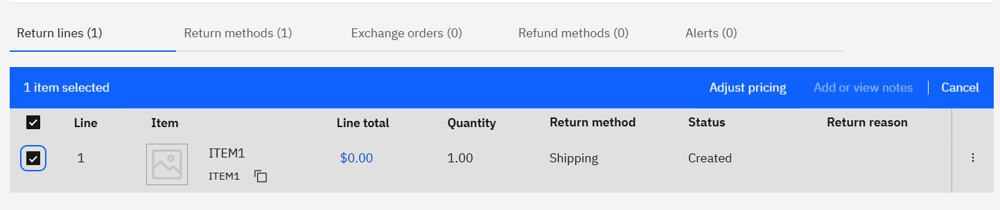 Return lines (1) Return methods (1) Exchange orders (0) Refund methods (0) Alerts (0)
1 item selected Adjust pricing Add or view notes Cancel
Line Item Line total Quantity Return method Status Return reason
1 ITEM1 $0.00 1.00 Shipping Created
ITEM1